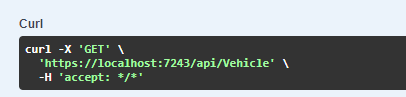 Curl
curl -X 'GET' \
'https://localhost:7243/api/Vehicle' \
-H 'accept: */*'